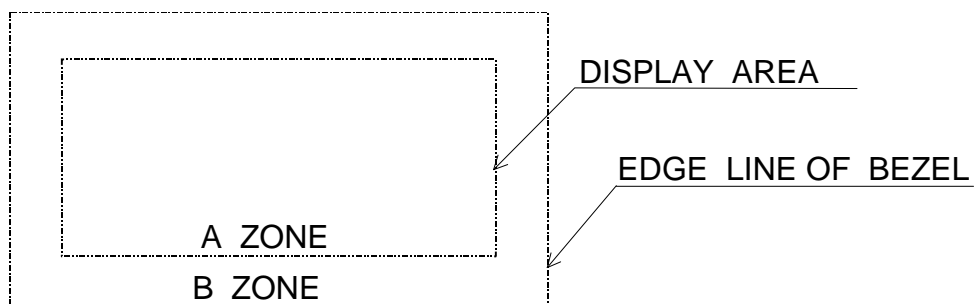 DISPLAY AREA
EDGE LINE OF BEZEL
A ZONE
B ZONE